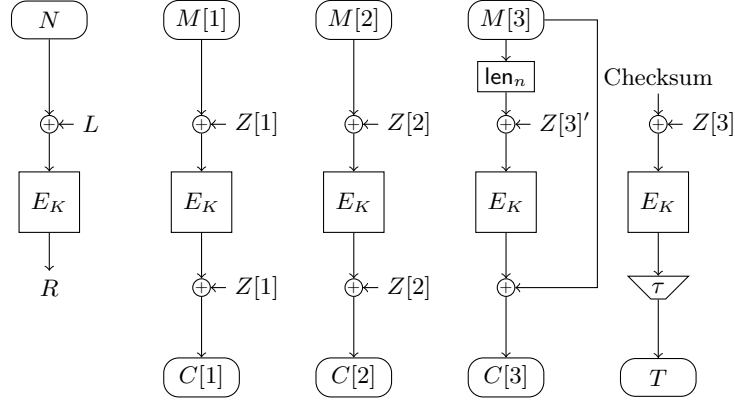 N M[1] M[2] M[3]
len_n Checksum
L Z[1] Z[2] Z[3]' Z[3]
E_K E_K E_K E_K E_K
R Z[1] Z[2] τ
C[1] C[2] C[3] T